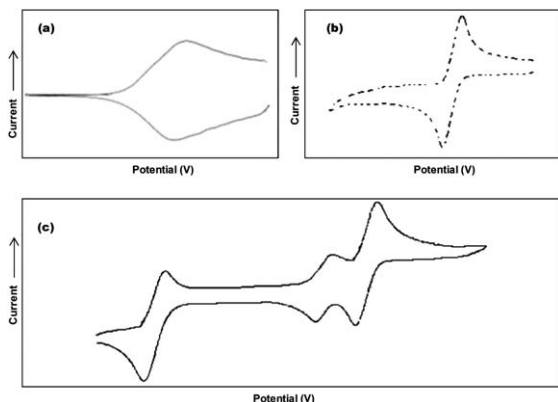 (a)
Current
Potential (V)
(b)
Current
Potential (V)
(c)
Current
Potential (V)